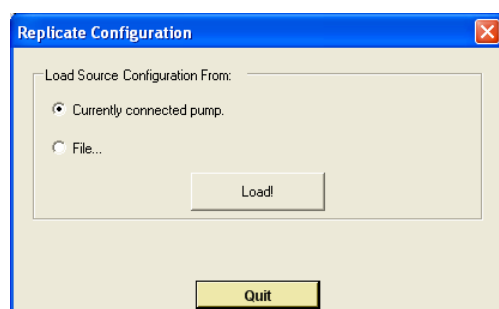 Replicate Configuration
Load Source Configuration From:
Currently connected pump.
File...
Load!
Quit